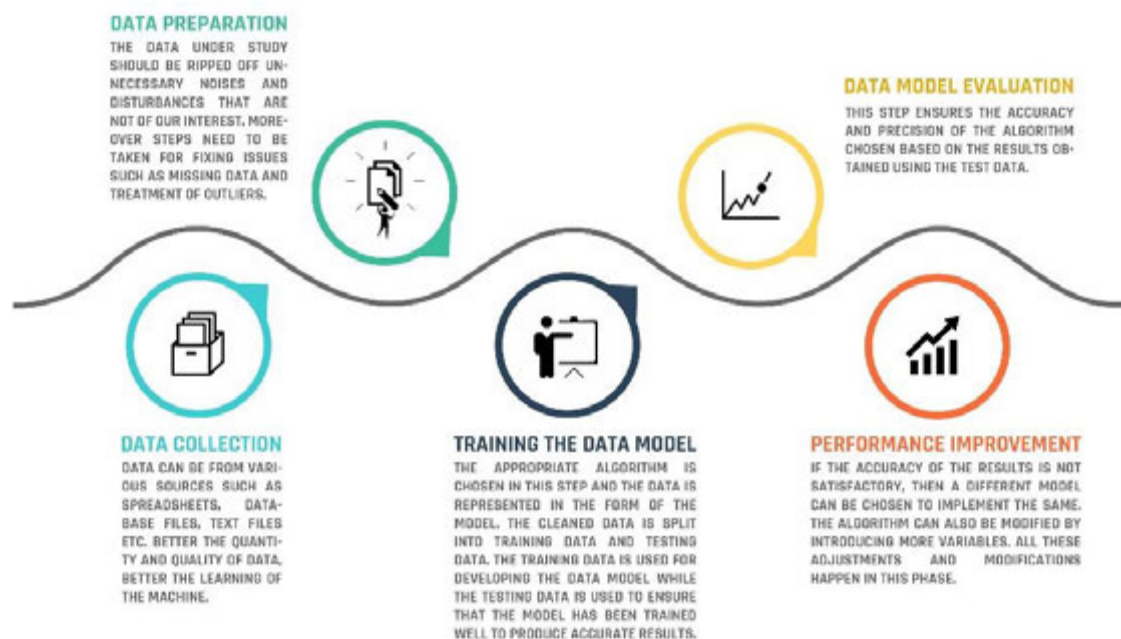 DATA PREPARATION
THE DATA UNDER STUDY
SHOULD BE RIPPED OFF UN-
NECESSARY NOISES AND
DISTURBANCES THAT ARE
NOT OF OUR INTEREST. MORE-
OVER STEPS NEED TO BE
TAKEN FOR FIXING ISSUES
SUCH AS MISSING DATA AND
TREATMENT OF OUTLIERS.
DATA MODEL EVALUATION
THIS STEP ENSURES THE ACCURACY
AND PRECISION OF THE ALGORITHM
CHOSEN BASED ON THE RESULTS OB-
TAINED USING THE TEST DATA.
DATA COLLECTION
DATA CAN BE FROM VARI-
OUS SOURCES SUCH AS
SPREADSHEETS, DATA-
BASE FILES, TEXT FILES
ETC. BETTER THE QUANTI-
TY AND QUALITY OF DATA,
BETTER THE LEARNING OF
THE MACHINE.
TRAINING THE DATA MODEL
THE APPROPRIATE ALGORITHM IS
CHOSEN IN THIS STEP AND THE DATA IS
REPRESENTED IN THE FORM OF THE
MODEL. THE CLEANED DATA IS SPLIT
INTO TRAINING DATA AND TESTING
DATA. THE TRAINING DATA IS USED FOR
DEVELOPING THE DATA MODEL WHILE
THE TESTING DATA IS USED TO ENSURE
THAT THE MODEL HAS BEEN TRAINED
WELL TO PRODUCE ACCURATE RESULTS.
PERFORMANCE IMPROVEMENT
IF THE ACCURACY OF THE RESULTS IS NOT
SATISFACTORY, THEN A DIFFERENT MODEL
CAN BE CHOSEN TO IMPLEMENT THE SAME.
THE ALGORITHM CAN ALSO BE MODIFIED BY
INTRODUCING MORE VARIABLES. ALL THESE
ADJUSTMENTS AND MODIFICATIONS
HAPPEN IN THIS PHASE.